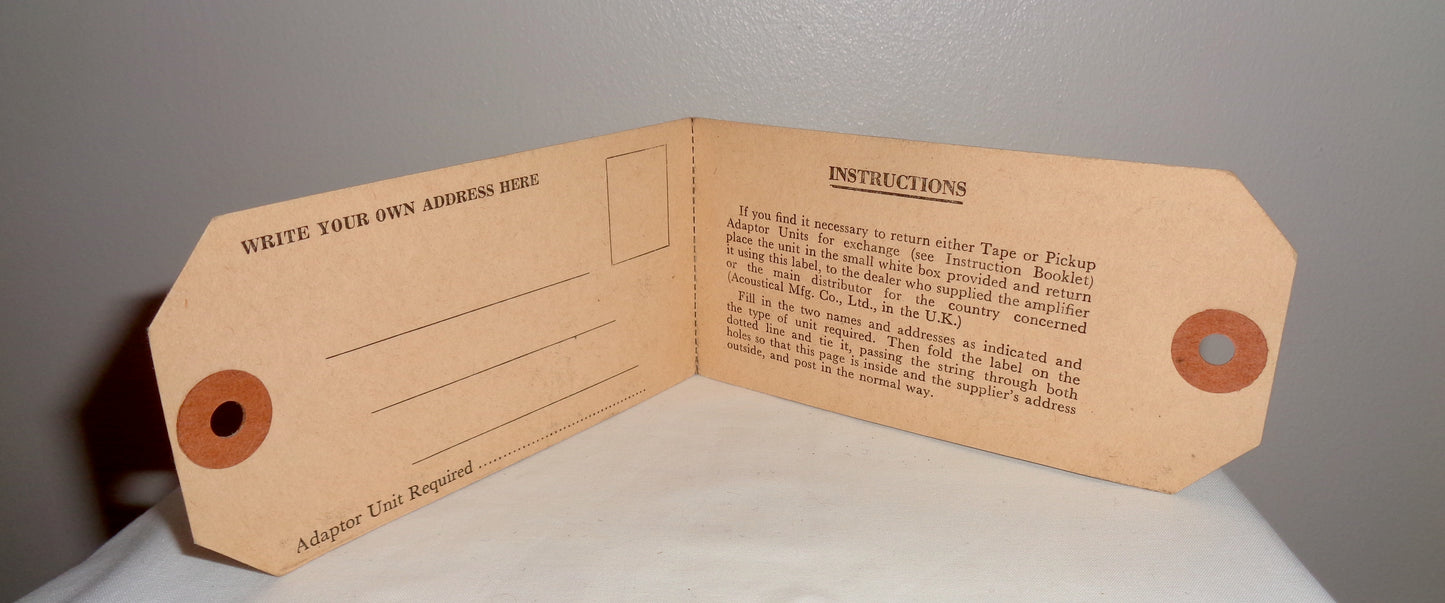 WRITE YOUR OWN ADDRESS HERE
Adaptor Unit Required ................................
INSTRUCTIONS
If you find it necessary to return either Tape or Pickup
Adaptor Units for exchange (see Instruction Booklet)
place the unit in the small white box provided and return
it using this label, to the dealer who supplied the amplifier
or the main distributor for the country concerned
(Acoustical Mfg. Co., Ltd., in the U.K.)
Fill in the two names and addresses as indicated and
the type of unit required. Then fold the label on the
dotted line and tie it, passing the string through both
holes so that this page is inside and the supplier's address
outside, and post in the normal way.